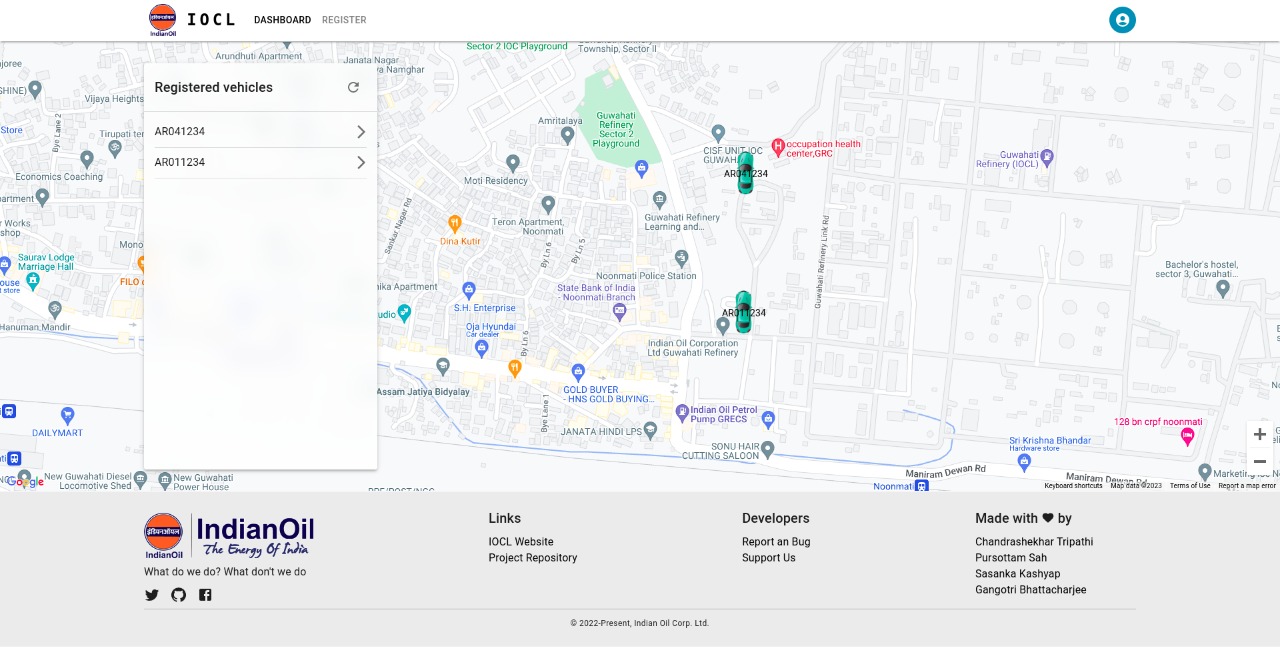 इंडियनऑयल
IndianOil
IOCL
DASHBOARD
REGISTER
Registered vehicles
AR041234
AR011234
Sector 2 IOC Playground
Township, Sector II
Arundhuti Apartment
Janata Nagar
Namghar
Vijaya Heights
Bye Lane 2
Store
Economics Coaching
Saurav Lodge
Marriage Hall
Hanuman Mandir
DAILYMART
New Guwahati Diesel
Locomotive Shed
New Guwahati
Power House
Google
Amritalaya
Guwahati
Refinery
Sector 2
Playground
Moti Residency
Sankar Nagar Rd
Teron Apartment,
Noonmati
Dina Kutir
By Ln 6
By Ln 5
CISF UNIT IOC
AR041234
occupation health
center,GRC
Guwahati
Refinery (IOCL)
Guwahati Refinery
Learning and...
Guwahati Refinery Link Rd
Noonmati Police Station
State Bank of India
- Noonmati Branch
S.H. Enterprise
Oja Hyundai
Car dealer
By Ln 6
AR011234
Indian Oil Corporation
Ltd Guwahati Refinery
Bachelor's hostel,
sector 3, Guwahati...
Assam Jatiya Bidyalay
GOLD BUYER
- HNS GOLD BUYING...
Bye Lane 1
JANATA HINDI LPS
Indian Oil Petrol
Pump GRECS
SONU HAIR
CUTTING SALOON
128 bn crpf noonmati
Sri Krishna Bhandar
Hardware store
Maniram Dewan Rd
Maniram Dewan Rd
Noonmati
Keyboard shortcuts
Map data ©2023
Terms of Use
Report a map error
इंडियनऑयल
IndianOil
IndianOil
The Energy Of India
What do we do? What don't we do
Links
IOCL Website
Project Repository
Developers
Report an Bug
Support Us
Made with ♥ by
Chandrashekhar Tripathi
Pursottam Sah
Sasanka Kashyap
Gangotri Bhattacharjee
© 2022-Present, Indian Oil Corp. Ltd.